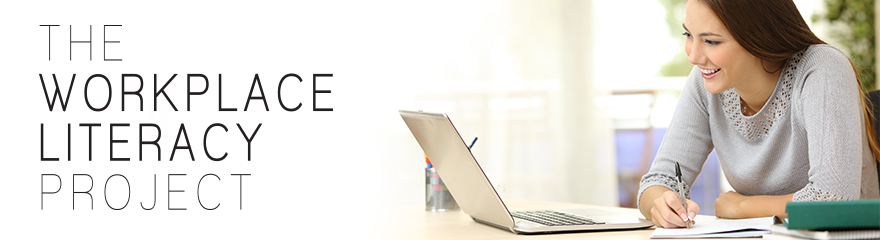 THE
WORKPLACE
LITERACY
PROJECT